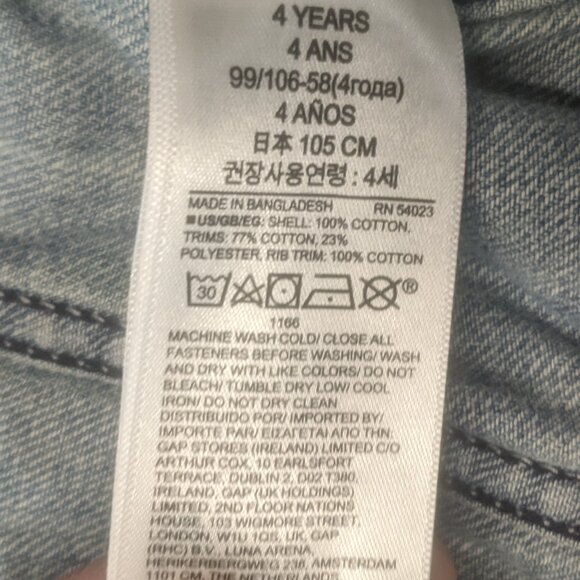 4 YEARS
4 ANS
99/106-58(4года)
4 AÑOS
日本 105 CM
권장사용연령 : 4세
MADE IN BANGLADESH RN 54023
■US/GB/EG: SHELL: 100% COTTON,
TRIMS: 77% COTTON, 23%
POLYESTER, RIB TRIM: 100% COTTON
30 ®
1166
MACHINE WASH COLD/ CLOSE ALL
FASTENERS BEFORE WASHING/ WASH
AND DRY WITH LIKE COLORS/ DO NOT
BLEACH/ TUMBLE DRY LOW/ COOL
IRON/ DO NOT DRY CLEAN
DISTRIBUIDO POR/ IMPORTED BY/
IMPORTE PAR/ ΕΙΣΑΓΕΤΑΙ ΑΠΟ ΤΗΝ:
GAP STORES (IRELAND) LIMITED C/O
ARTHUR COX, 10 EARLSFORT
TERRACE, DUBLIN 2, D02 T380,
IRELAND, GAP (UK HOLDINGS)
LIMITED, 2ND FLOOR NATIONS
HOUSE, 103 WIGMORE STREET,
LONDON, W1U 1QS, UK, GAP
(RHC) B.V., LUNA ARENA,
HERIKERBERGWEG 238, AMSTERDAM
1101 CM, THE NETHERLANDS